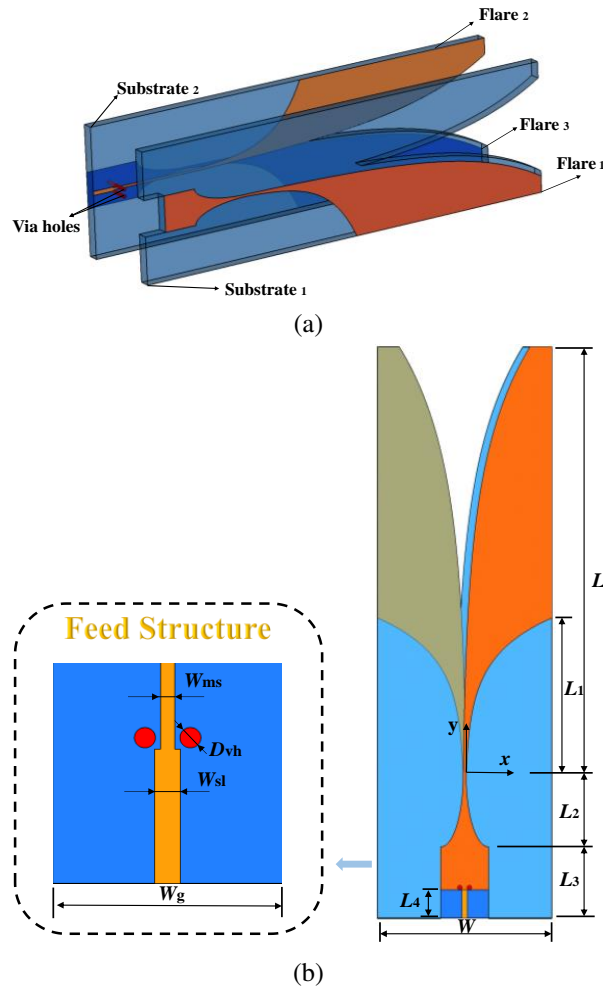 Flare 2
Substrate 2
Flare 3
Flare 1
Via holes
Substrate 1
(a)
L
Feed Structure
L1
Wms
y
Dvh
x
Wsl
L2
L3
L4
Wg
W
(b)